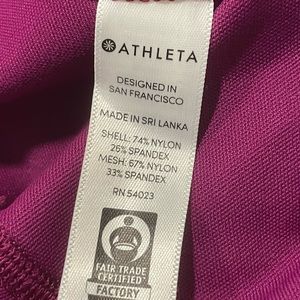 ATHLETA
DESIGNED IN
SAN FRANCISCO
MADE IN SRI LANKA
SHELL: 74% NYLON
26% SPANDEX
MESH: 67% NYLON
33% SPANDEX
RN 54023
FAIR TRADE
CERTIFIED™
FACTORY